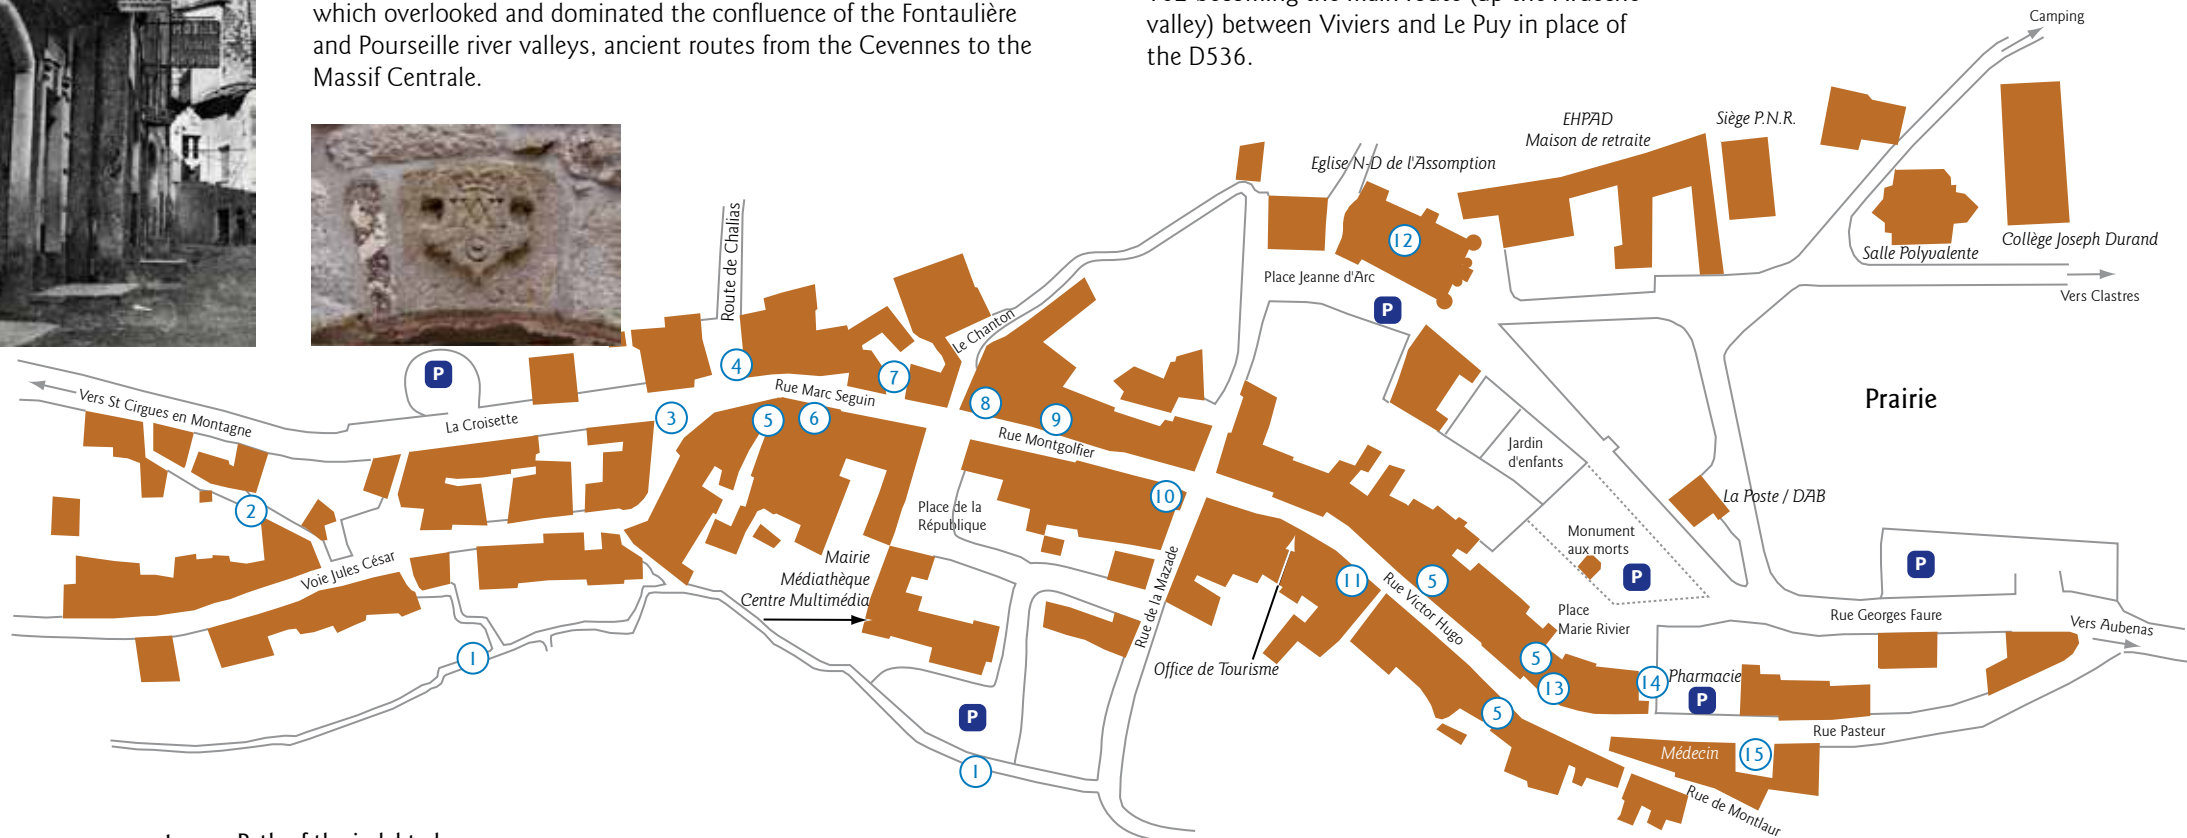 which overlooked and dominated the confluence of the Fontaulière
and Pourseille river valleys, ancient routes from the Cevennes to the
Massif Centrale.
valley) between Viviers and Le Puy in place of
the D536.
Camping
EHPAD
Maison de retraite
Siège P.N.R.
Eglise N-D de l'Assomption
12
Salle Polyvalente
Collège Joseph Durand
Place Jeanne d'Arc
P
Vers Clastres
Route de Chalias
Le Chanton
4
7
P
Vers St Cirgues en Montagne
La Croisette
3
Rue Marc Seguin
5
6
8
9
Rue Montgolfier
Prairie
Jardin
d'enfants
2
10
La Poste / DAB
Place de la
République
Monument
aux morts
P
P
Mairie
Médiathèque
Centre Multimédia
Voie Jules César
Rue de la Mazade
11
5
Rue Victor Hugo
Place
Marie Rivier
Rue Georges Faure
Vers Aubenas
1
Office de Tourisme
5
13
14
Pharmacie
P
5
P
Rue Pasteur
Médecin
15
1
Rue de Montlaur